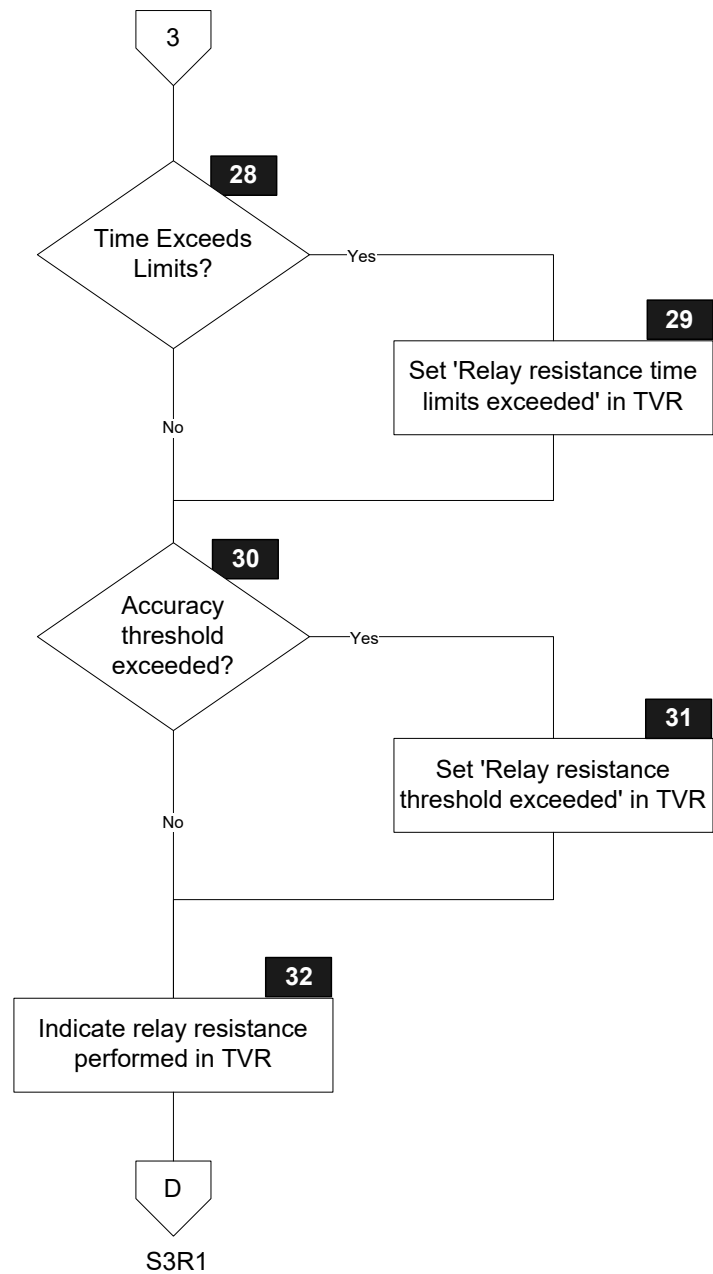 3
28
Time Exceeds
Limits?
Yes
29
Set 'Relay resistance time
limits exceeded' in TVR
No
30
Accuracy
threshold
exceeded?
Yes
31
Set 'Relay resistance
threshold exceeded' in TVR
No
32
Indicate relay resistance
performed in TVR
D
S3R1